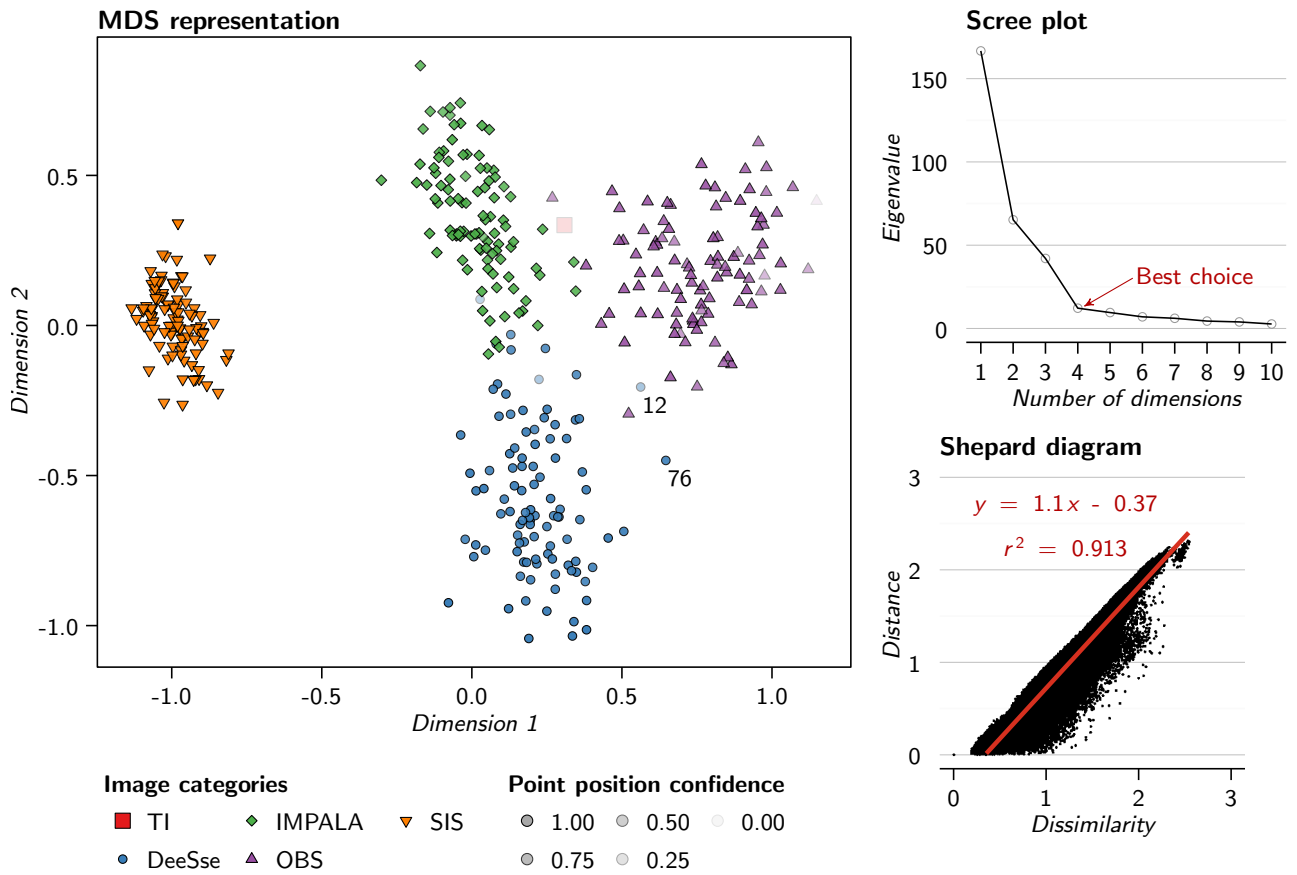 MDS representation
Dimension 2
0.5
0.0
-0.5
-1.0
12
76
-1.0 -0.5 0.0 0.5 1.0
Dimension 1
Scree plot
Eigenvalue
150
100
50
0
Best choice
1 2 3 4 5 6 7 8 9 10
Number of dimensions
Shepard diagram
Distance
3
2
1
0
y = 1.1x - 0.37
r² = 0.913
0 1 2 3
Dissimilarity
Image categories
TI IMPALA SIS
DeeSse OBS
Point position confidence
1.00 0.50 0.00
0.75 0.25